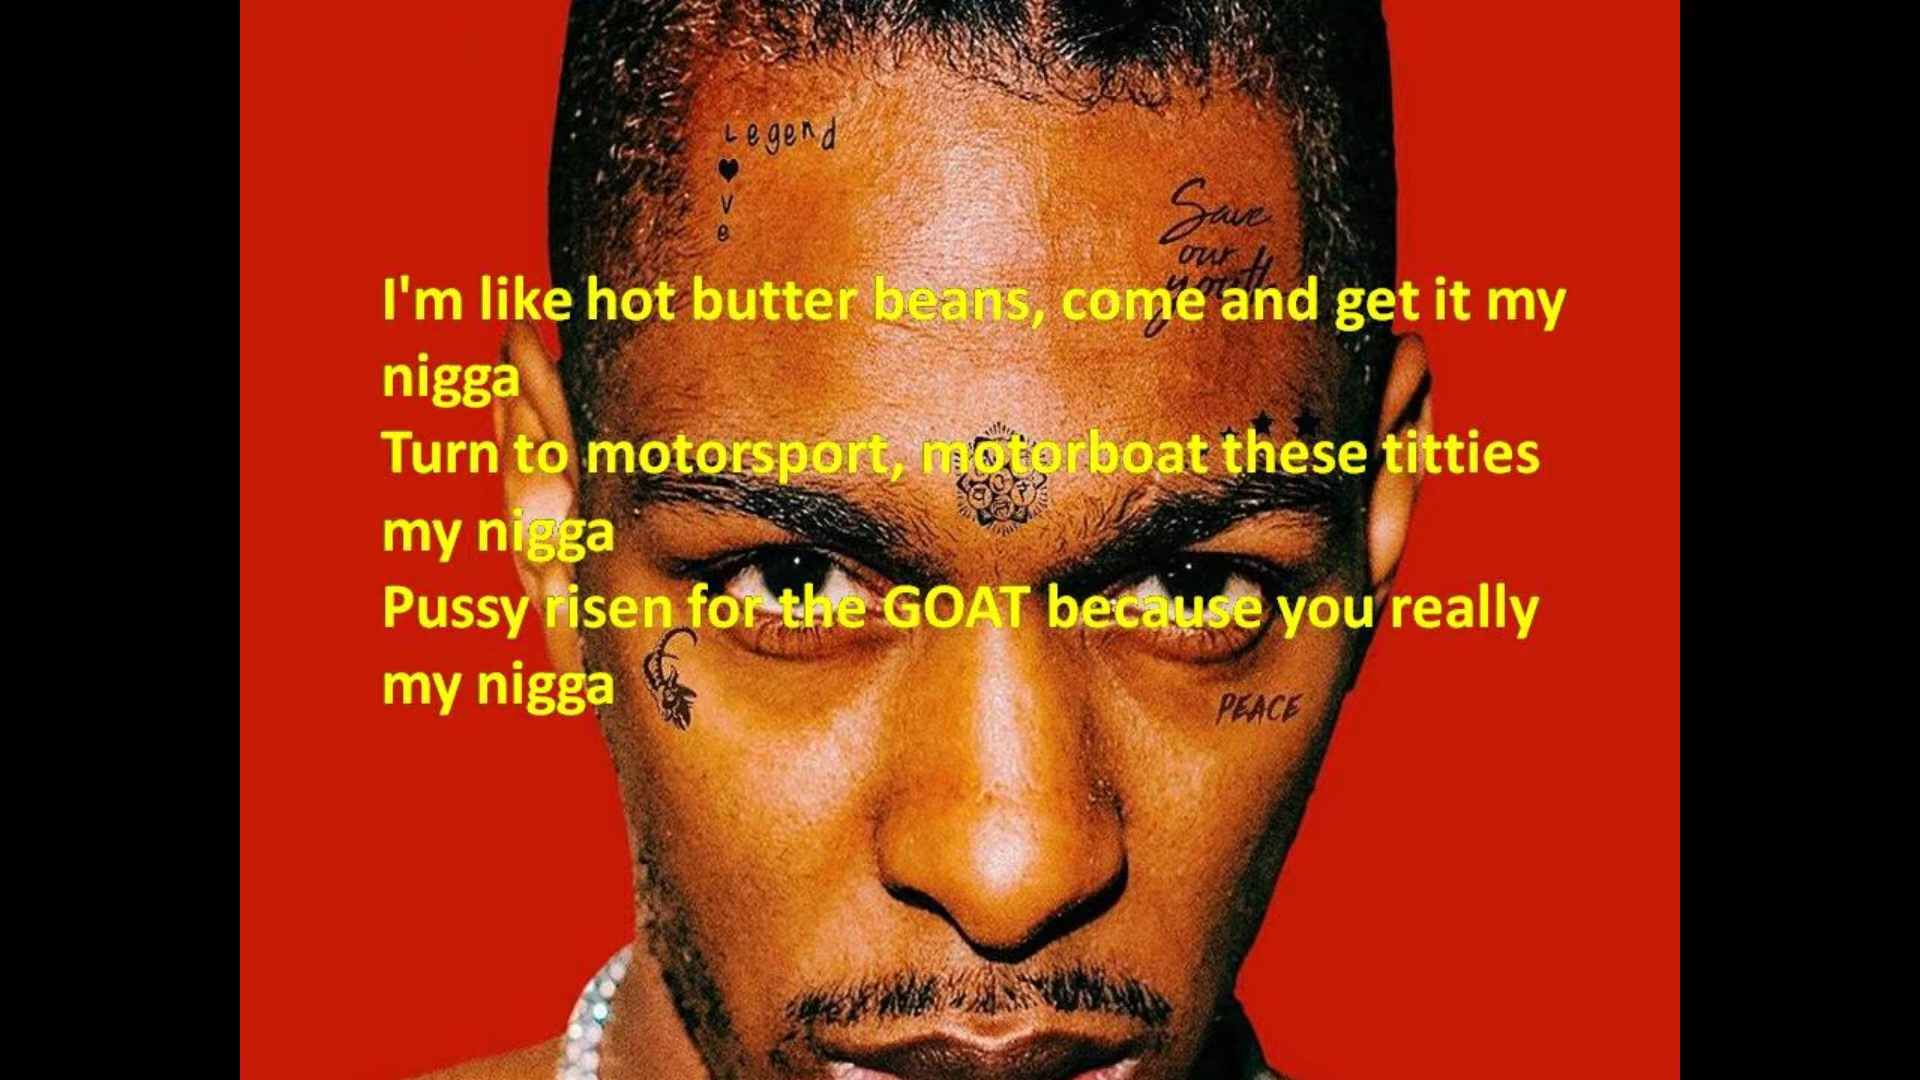 Legend
♥
v
e
Save
our
youth
I'm like hot butter beans, come and get it my
nigga
Turn to motorsport, motorboat these titties
my nigga
Pussy risen for the GOAT because you really
my nigga
PEACE